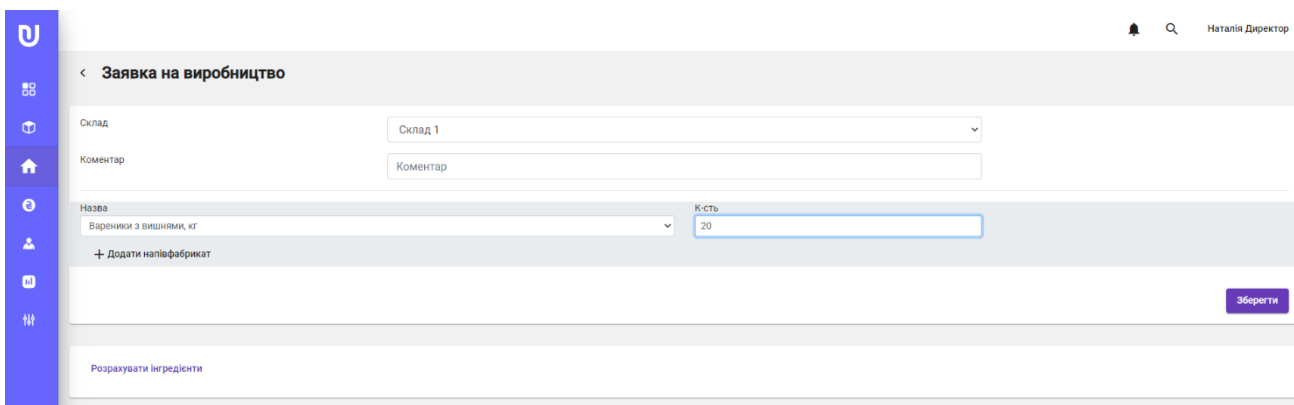 Наталія Директор
Заявка на виробництво
Склад
Склад 1
Коментар
Коментар
Назва
К-сть
Вареники з вишнями, кг
20
+ Додати напівфабрикат
Зберегти
Розрахувати інгредієнти